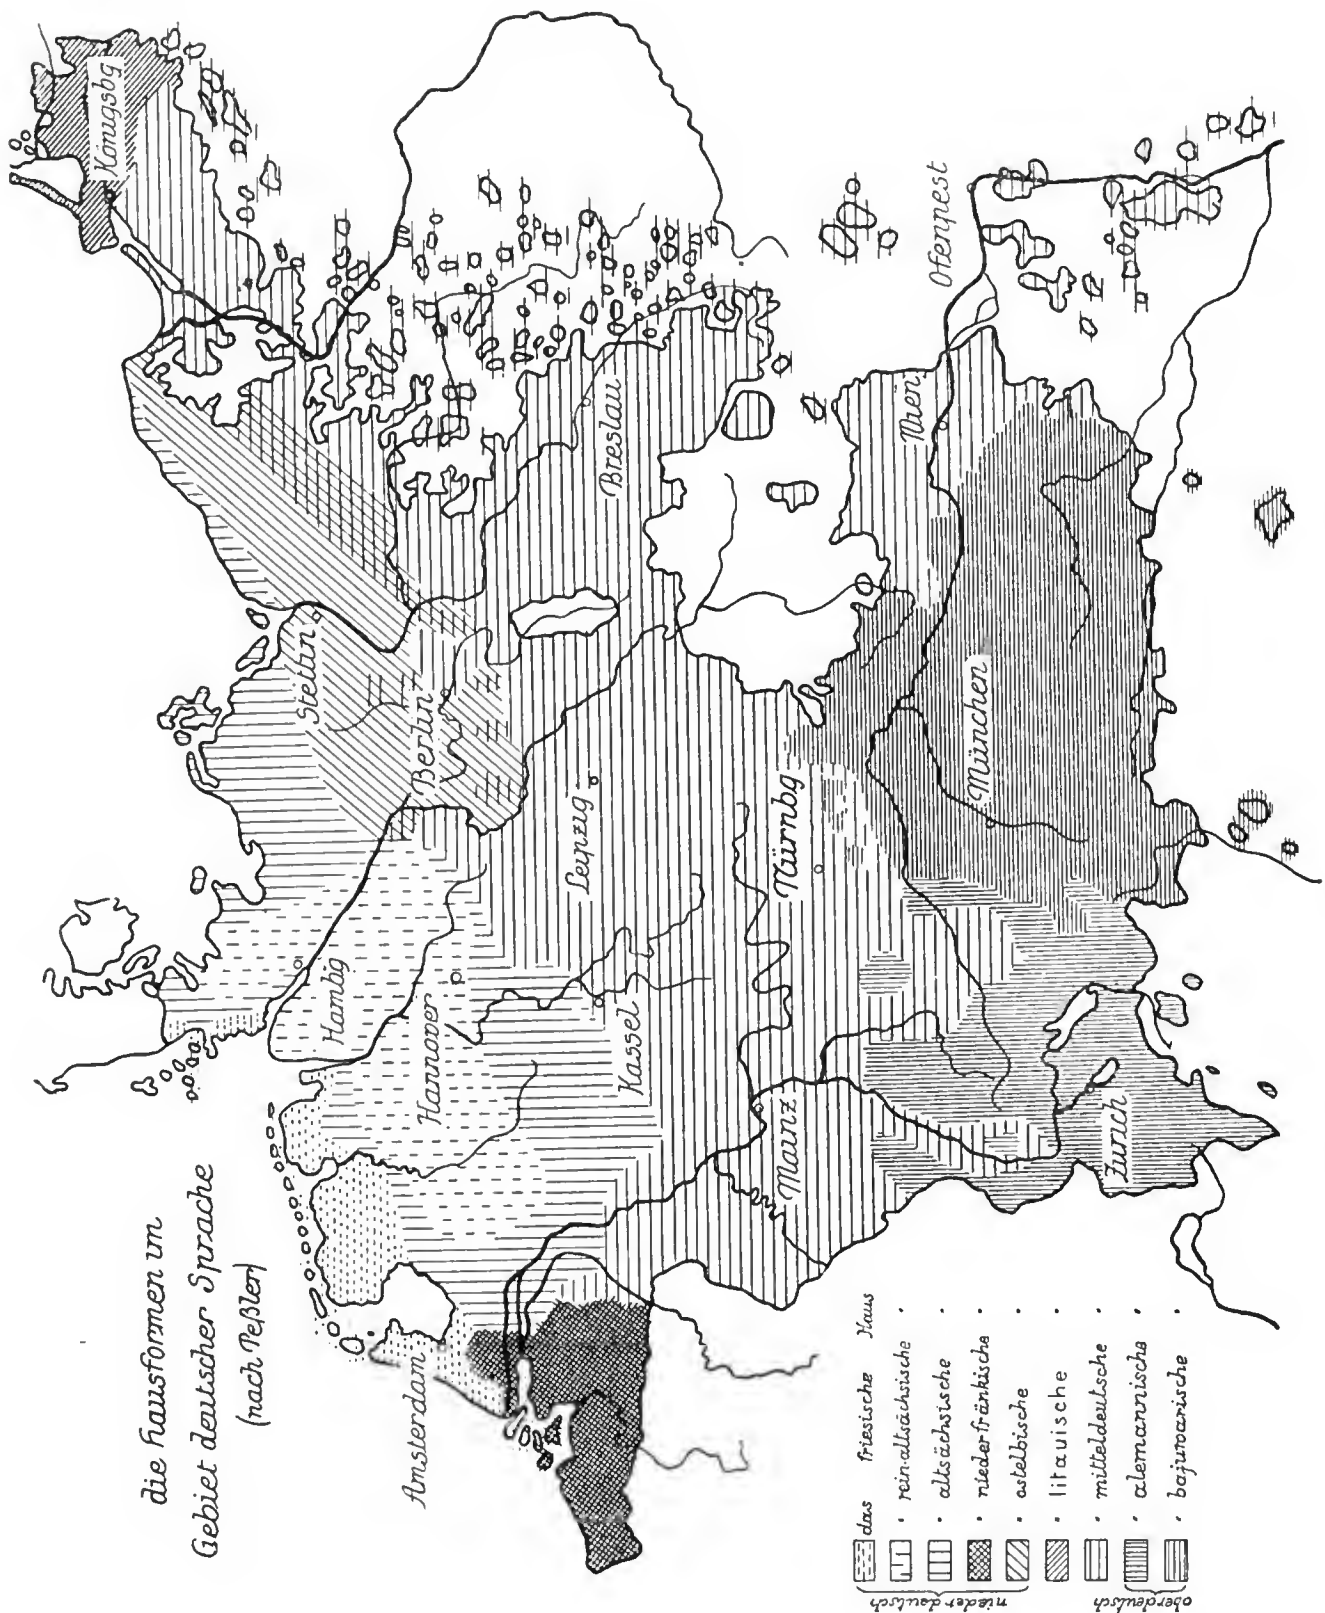 die Hausformen im
Gebiet deutscher Sprache
(nach Peßler)
Königsbg
Stettin
Berlin
Breslau
Ofenpest
Wien
Hambg
Hannover
Leipzig
Kassel
Nürnbg
München
Mainz
Zürich
Amsterdam
niederdeutsch
das friesische Haus
" rein-altsächsische "
" altsächsische "
" niederfränkische "
" ostelbische "
" litauische "
" mitteldeutsche "
oberdeutsch
" alemannische "
" bajuwarische "